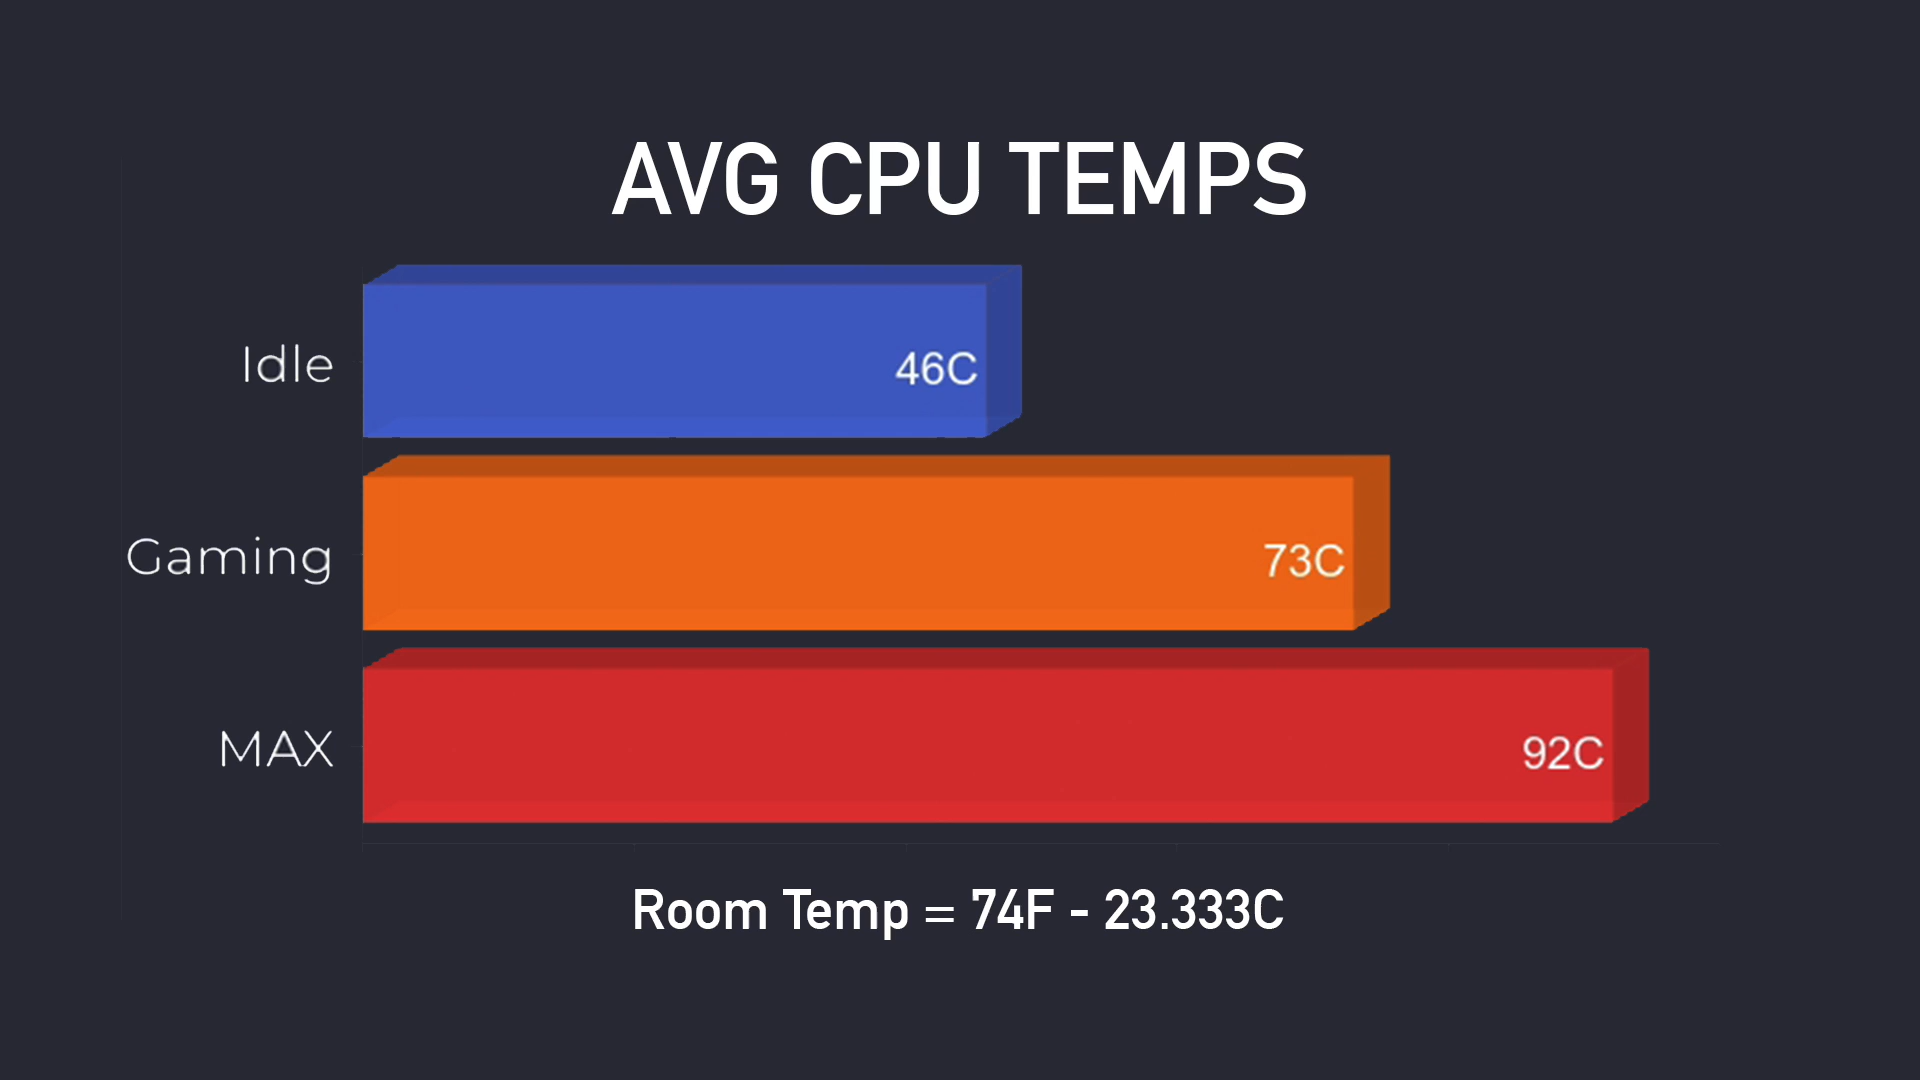 AVG CPU TEMPS
Idle
46C
Gaming
73C
MAX
92C
Room Temp = 74F - 23.333C